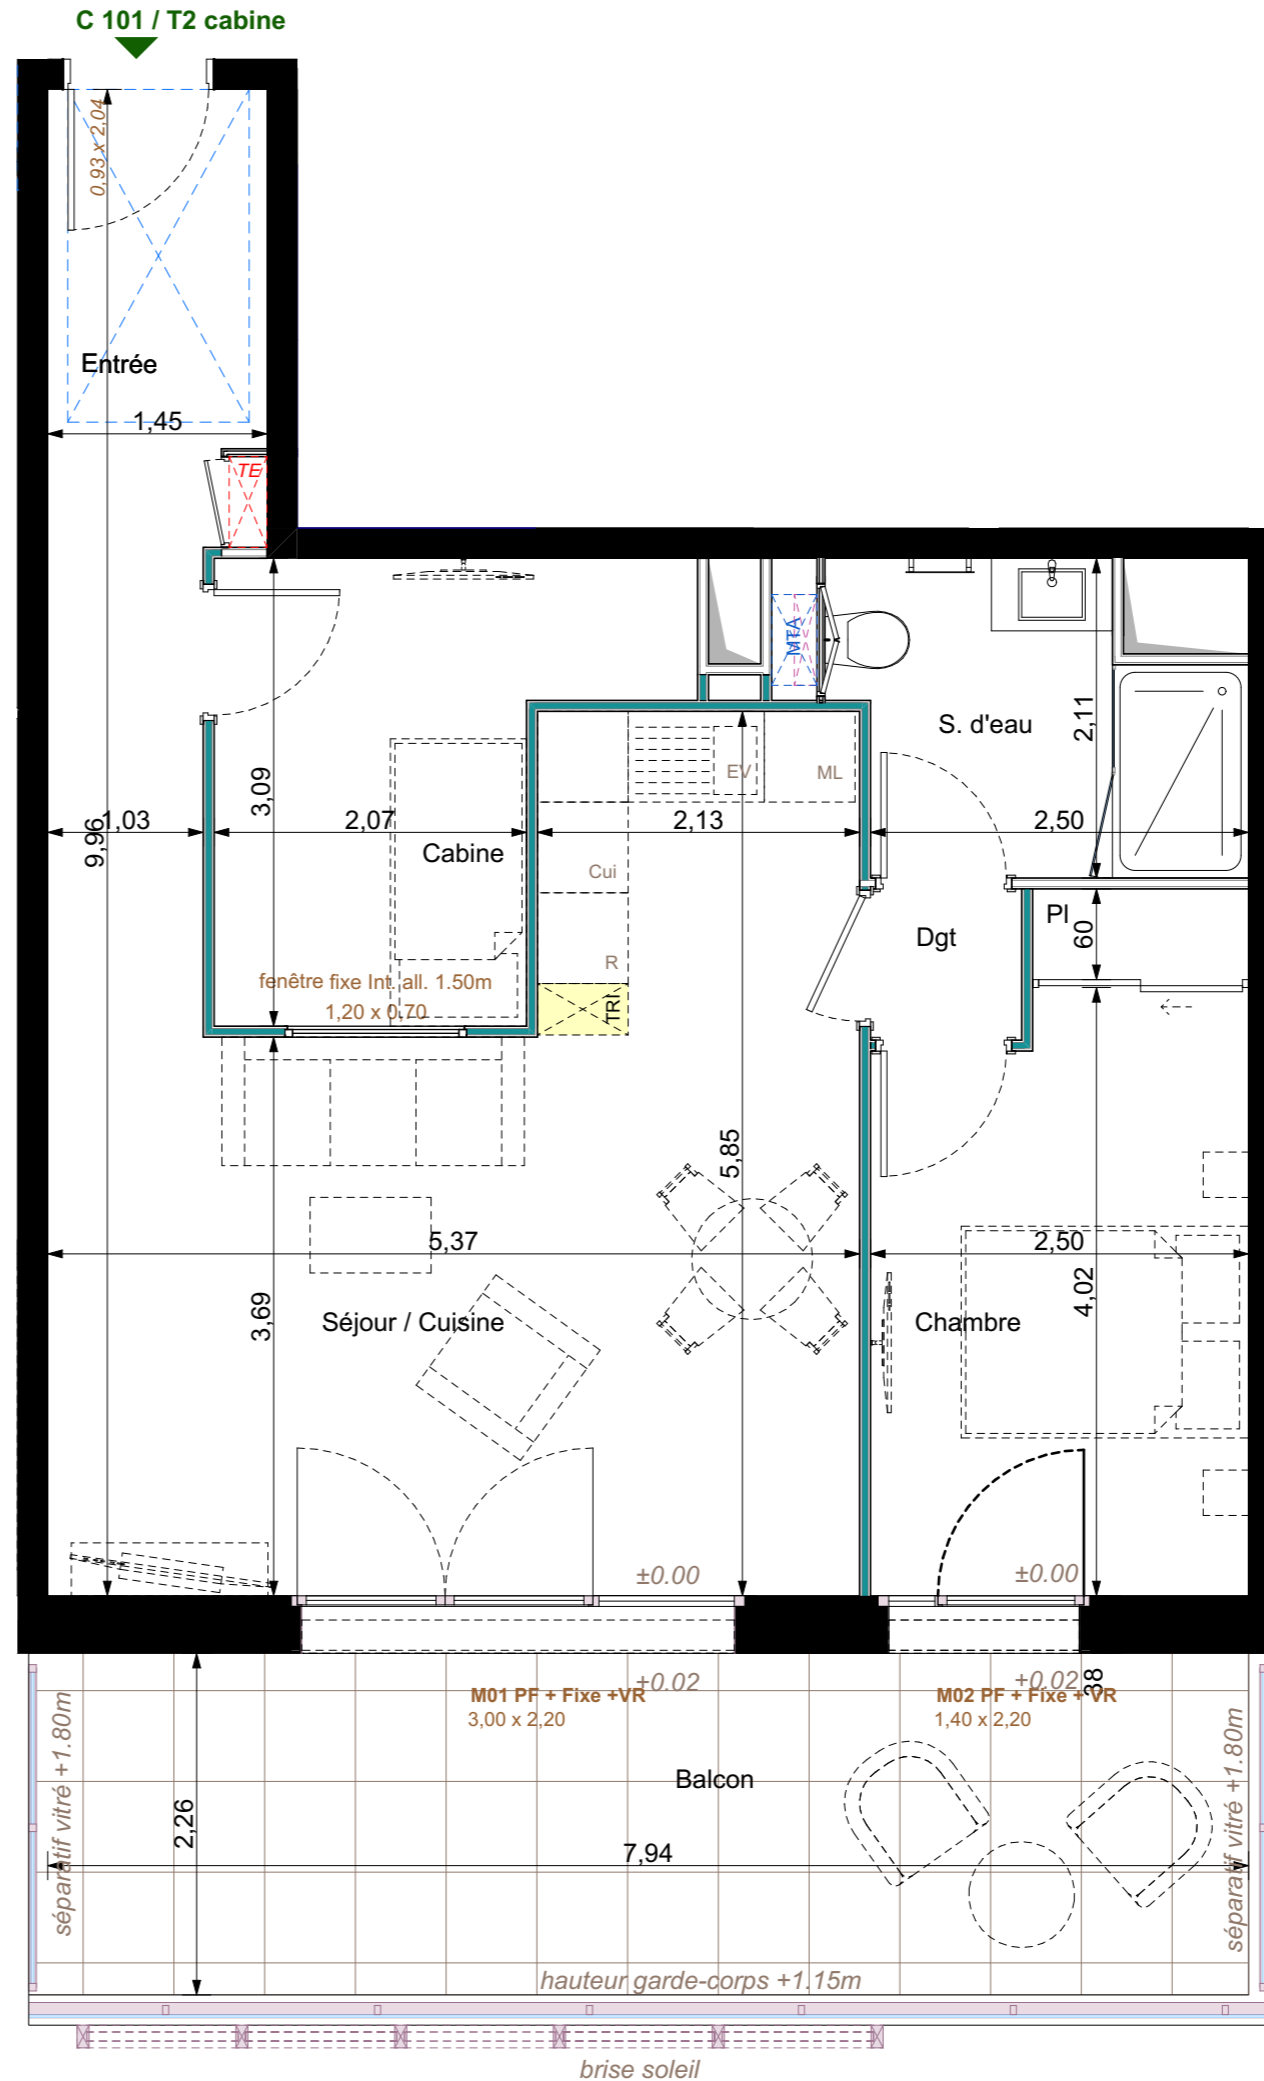 C 101 / T2 cabine
0,93 x 2,04
Entrée
1,45
TE
MTA
S. d'eau
2,11
3,09
EV
ML
9,96
1,03
2,07
2,13
2,50
Cabine
Cui
Pl
60
Dgt
R
fenêtre fixe Int. all. 1.50m
1,20 x 0,70
TRI
5,85
5,37
2,50
4,02
3,69
Séjour / Cuisine
Chambre
±0.00
±0.00
+0.02
+0.02
38
M01 PF + Fixe +VR
3,00 x 2,20
M02 PF + Fixe + VR
1,40 x 2,20
séparatif vitré +1.80m
séparatif vitré +1.80m
Balcon
2,26
7,94
hauteur garde-corps +1.15m
brise soleil